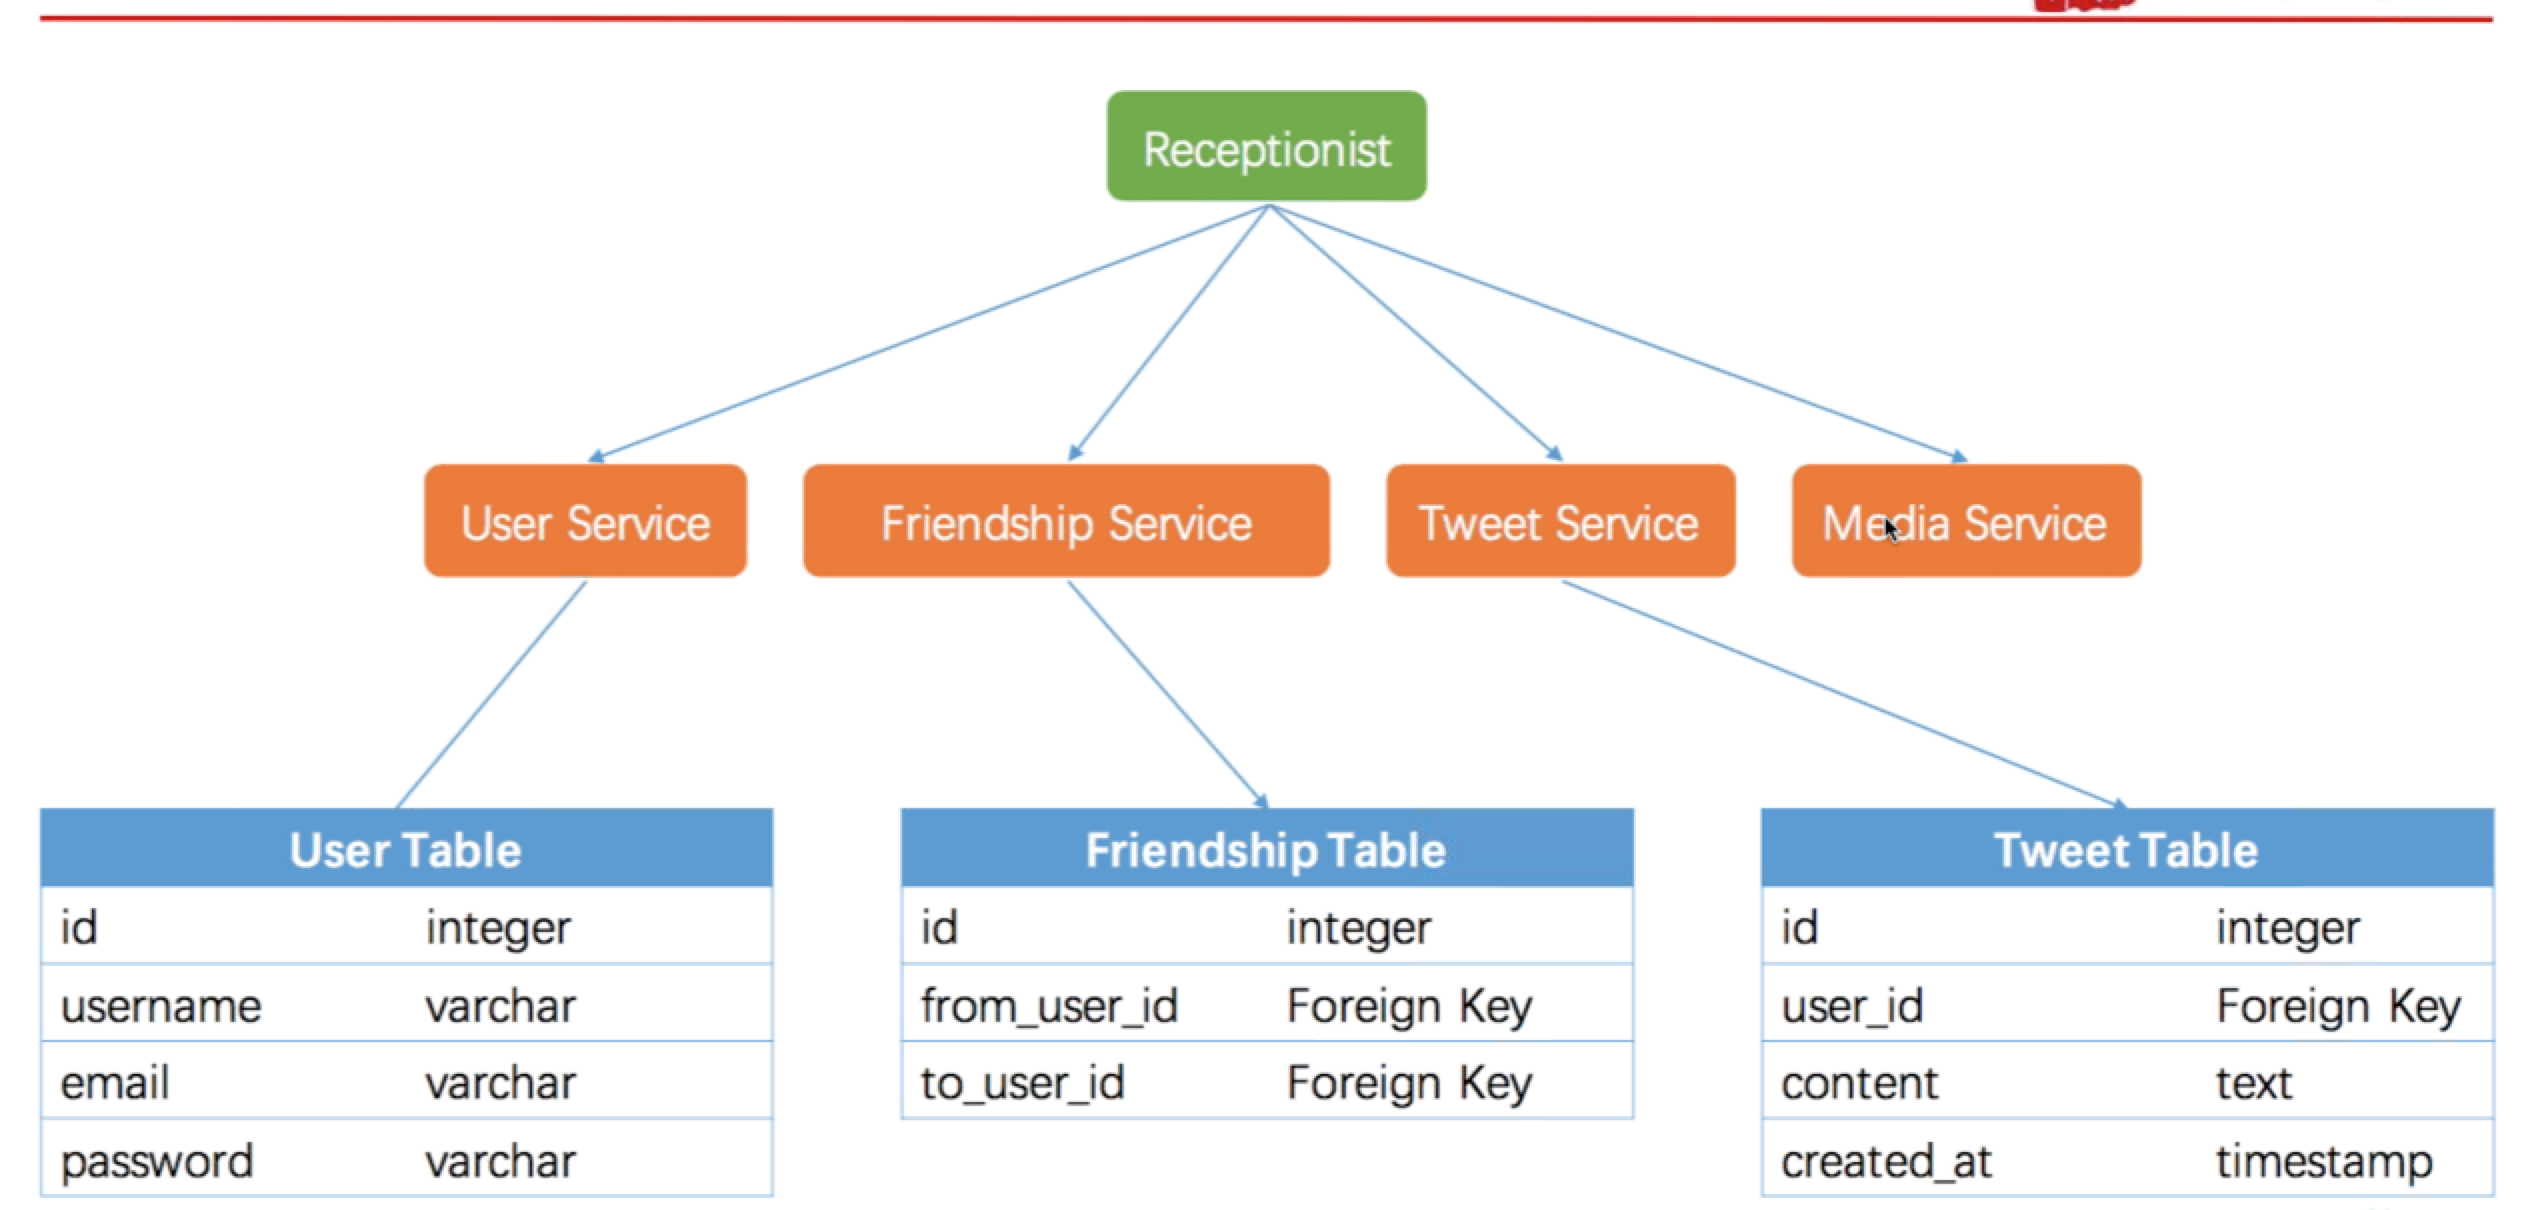 Receptionist
User Service
Friendship Service
Tweet Service
Media Service
User Table
id integer
username varchar
email varchar
password varchar
Friendship Table
id integer
from_user_id Foreign Key
to_user_id Foreign Key
Tweet Table
id integer
user_id Foreign Key
content text
created_at timestamp